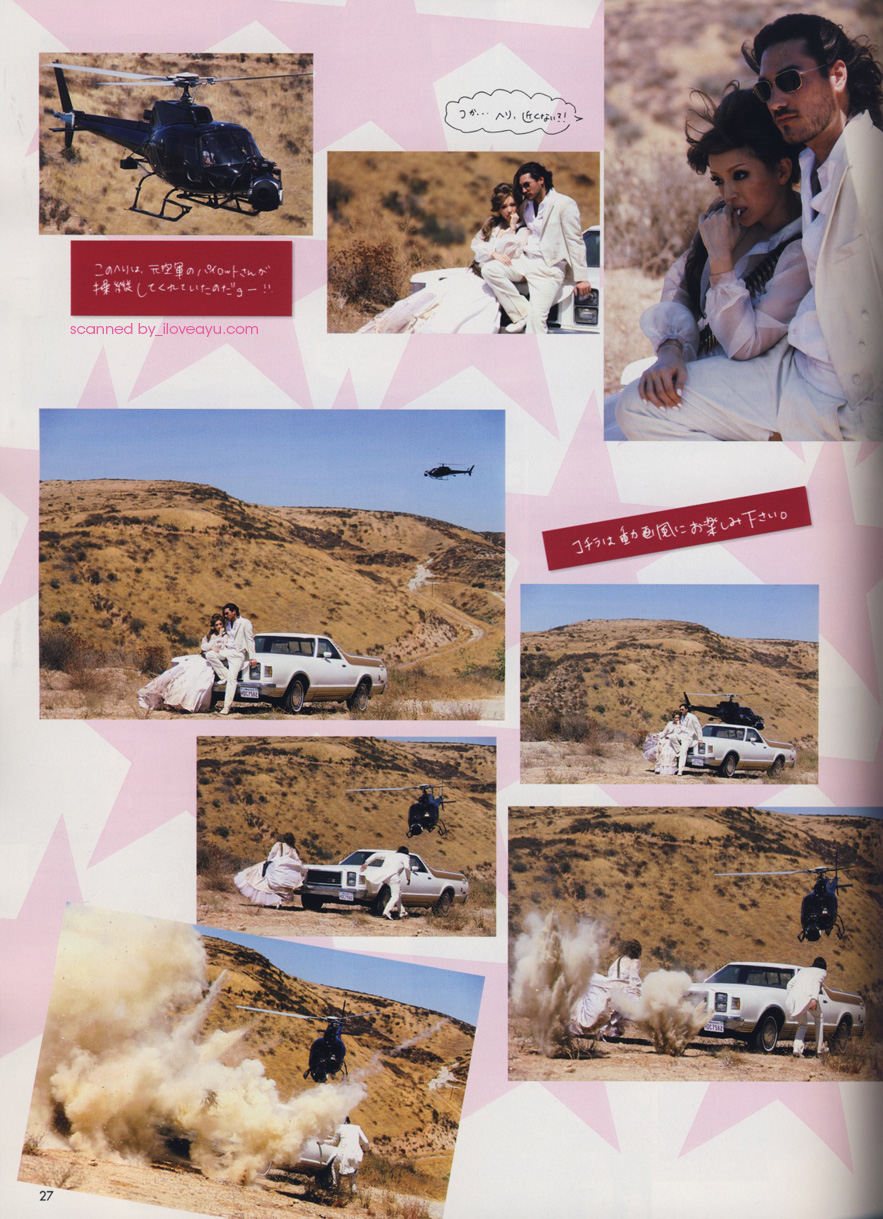 つか… ヘリ、近くない?!
このヘリは、元空軍のパイロットさんが
操縦してくれていたのだョー!!
scanned by_iloveayu.com
コチラは動画風にお楽しみ下さい。
27